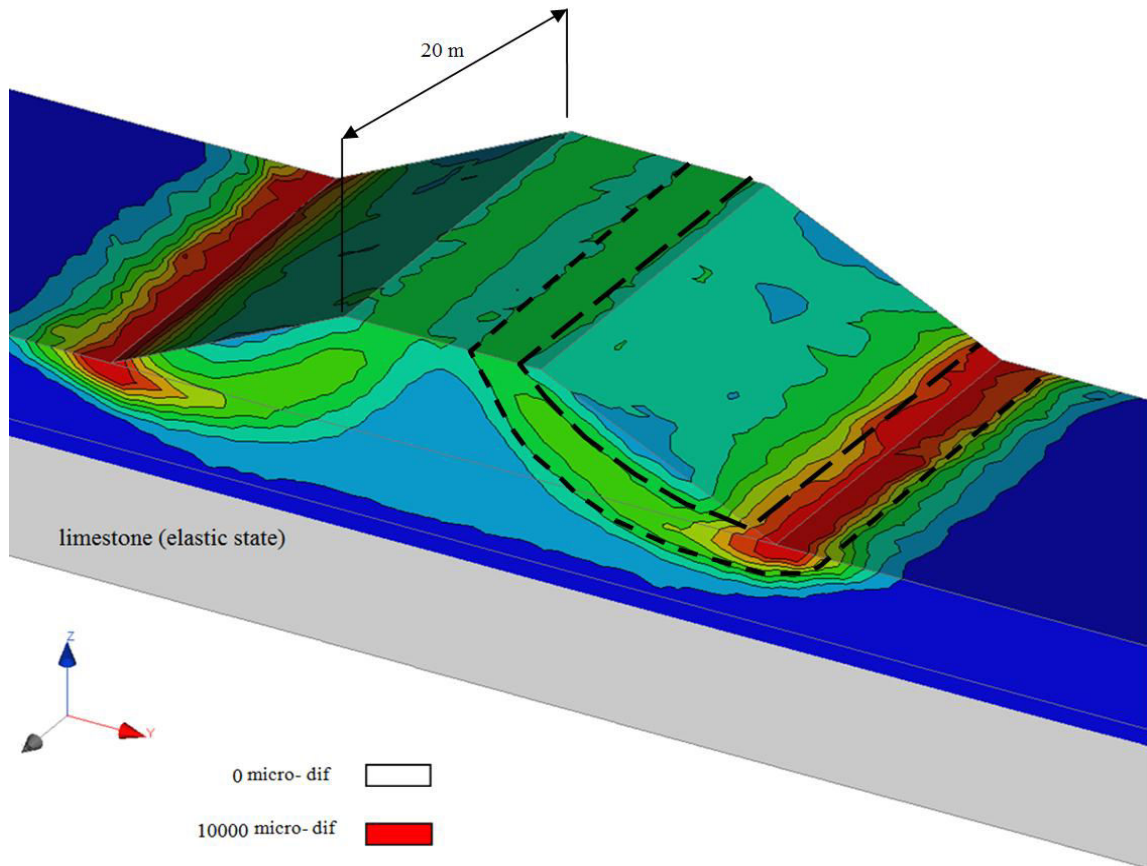 20 m
limestone (elastic state)
Z
Y
0 micro- dif
10000 micro- dif